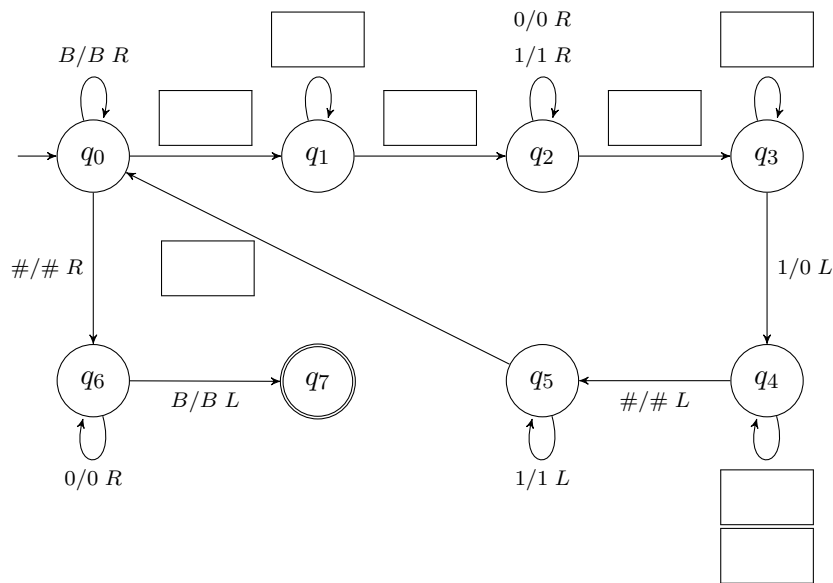 0/0 R
B/B R
1/1 R
q0
q1
q2
q3
#/# R
1/0 L
q6
q7
q5
q4
B/B L
#/# L
0/0 R
1/1 L